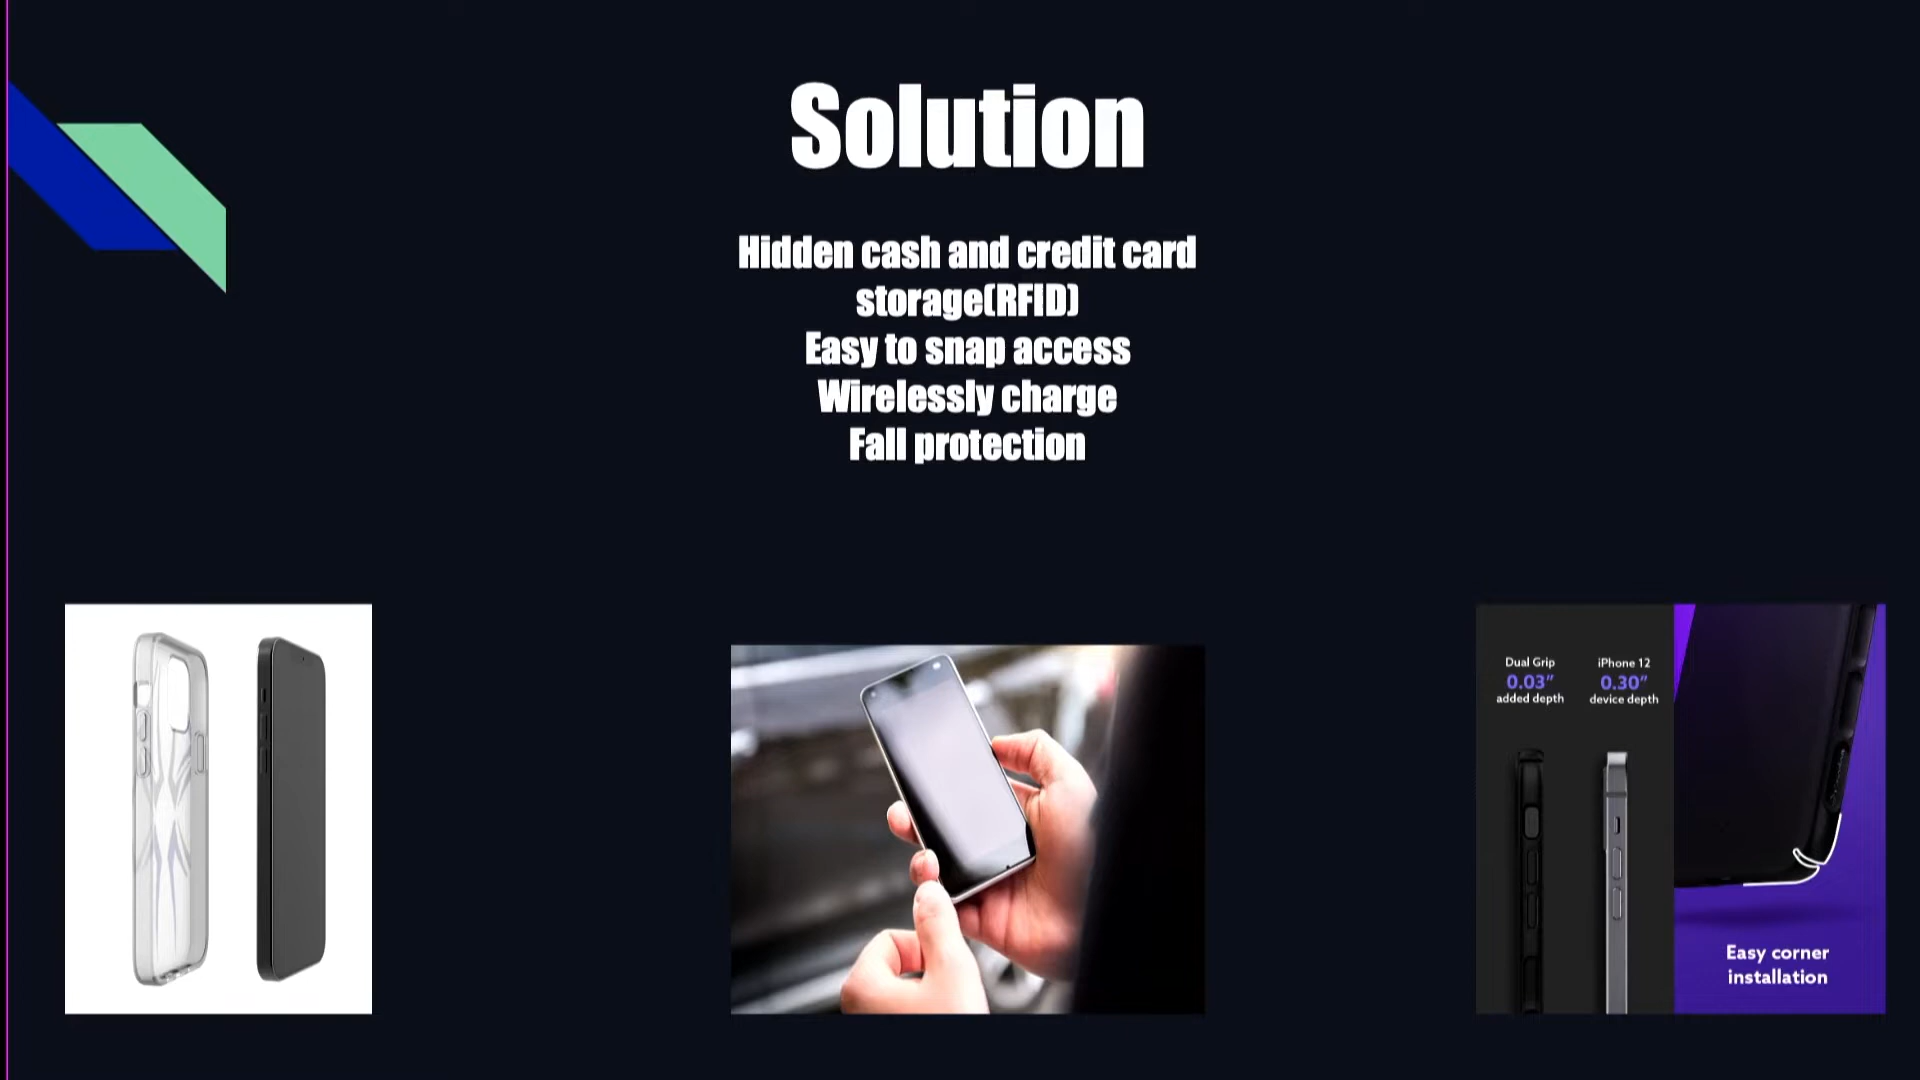 Solution
Hidden cash and credit card
storage(RFID)
Easy to snap access
Wirelessly charge
Fall protection
Dual Grip
0.03”
added depth
iPhone 12
0.30”
device depth
Easy corner
installation